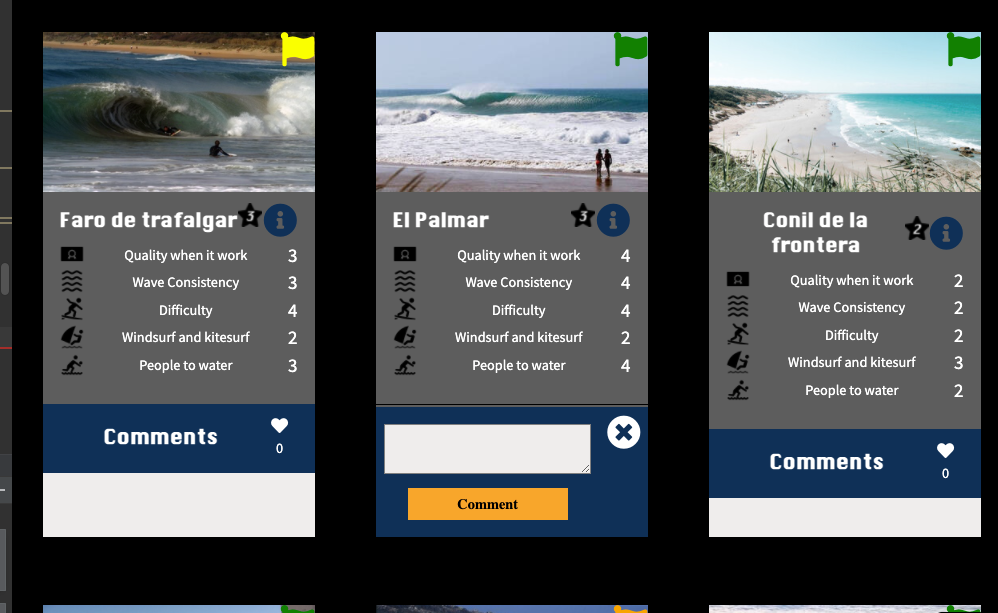 Faro de trafalgar 3
Quality when it work 3
Wave Consistency 3
Difficulty 4
Windsurf and kitesurf 2
People to water 3
Comments
0
El Palmar 3
Quality when it work 4
Wave Consistency 4
Difficulty 4
Windsurf and kitesurf 2
People to water 4
Comment
Conil de la
frontera 2
Quality when it work 2
Wave Consistency 2
Difficulty 2
Windsurf and kitesurf 3
People to water 2
Comments
0